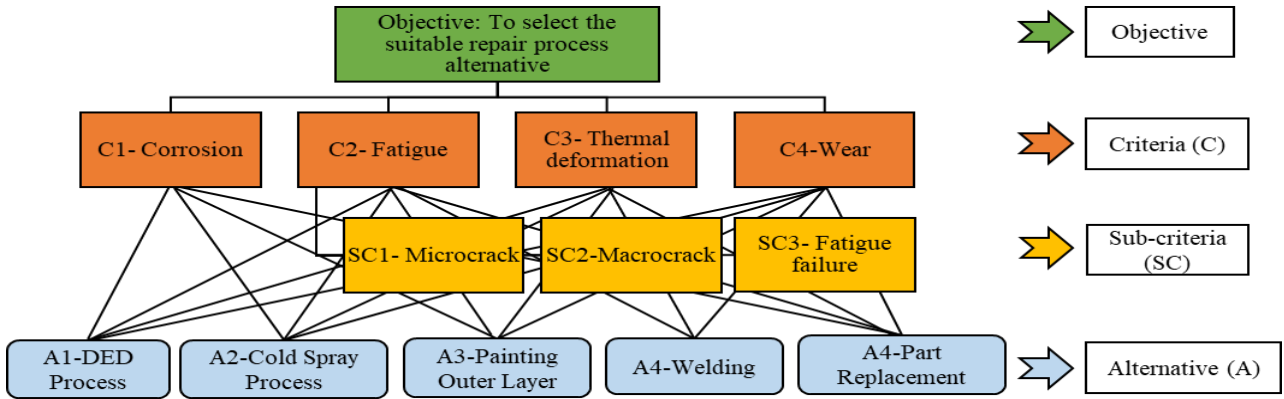 Objective: To select the
suitable repair process
alternative
Objective
C1- Corrosion
C2- Fatigue
C3- Thermal
deformation
C4-Wear
Criteria (C)
SC1- Microcrack
SC2-Macrocrack
SC3- Fatigue
failure
Sub-criteria
(SC)
A1-DED
Process
A2-Cold Spray
Process
A3-Painting
Outer Layer
A4-Welding
A4-Part
Replacement
Alternative (A)